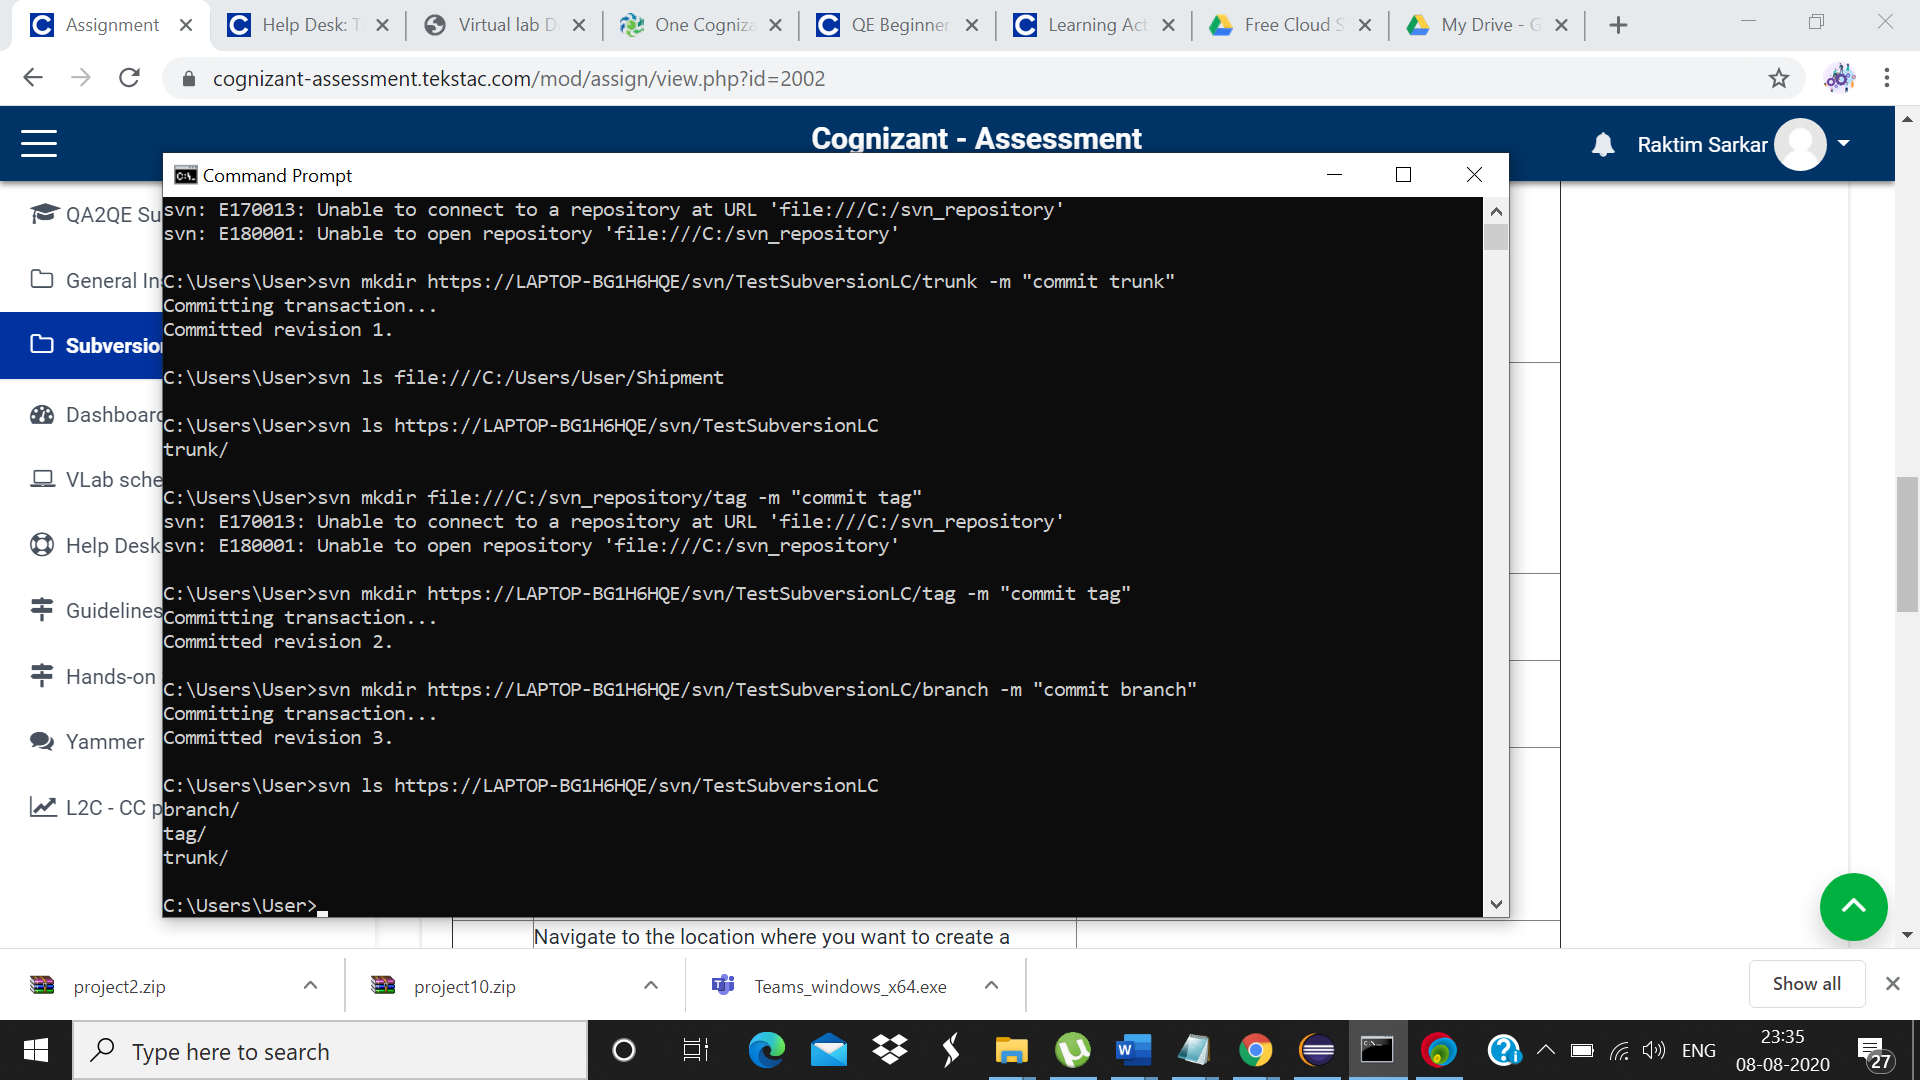 Assignment
Help Desk: T
Virtual lab D
One Cogniza
QE Beginner
Learning Act
Free Cloud S
My Drive - G
cognizant-assessment.tekstac.com/mod/assign/view.php?id=2002
Cognizant - Assessment
Raktim Sarkar
Command Prompt
QA2QE Su
General In
Subversion
Dashboard
VLab sche
Help Desk
Guidelines
Hands-on
Yammer
L2C - CC p
svn: E170013: Unable to connect to a repository at URL 'file:///C:/svn_repository'
svn: E180001: Unable to open repository 'file:///C:/svn_repository'
C:\Users\User>svn mkdir https://LAPTOP-BG1H6HQE/svn/TestSubversionLC/trunk -m "commit trunk"
Committing transaction...
Committed revision 1.
C:\Users\User>svn ls file:///C:/Users/User/Shipment
C:\Users\User>svn ls https://LAPTOP-BG1H6HQE/svn/TestSubversionLC
trunk/
C:\Users\User>svn mkdir file:///C:/svn_repository/tag -m "commit tag"
svn: E170013: Unable to connect to a repository at URL 'file:///C:/svn_repository'
svn: E180001: Unable to open repository 'file:///C:/svn_repository'
C:\Users\User>svn mkdir https://LAPTOP-BG1H6HQE/svn/TestSubversionLC/tag -m "commit tag"
Committing transaction...
Committed revision 2.
C:\Users\User>svn mkdir https://LAPTOP-BG1H6HQE/svn/TestSubversionLC/branch -m "commit branch"
Committing transaction...
Committed revision 3.
C:\Users\User>svn ls https://LAPTOP-BG1H6HQE/svn/TestSubversionLC
branch/
tag/
trunk/
C:\Users\User>
Navigate to the location where you want to create a
project2.zip
project10.zip
Teams_windows_x64.exe
Show all
Type here to search
ENG
23:35
08-08-2020
27